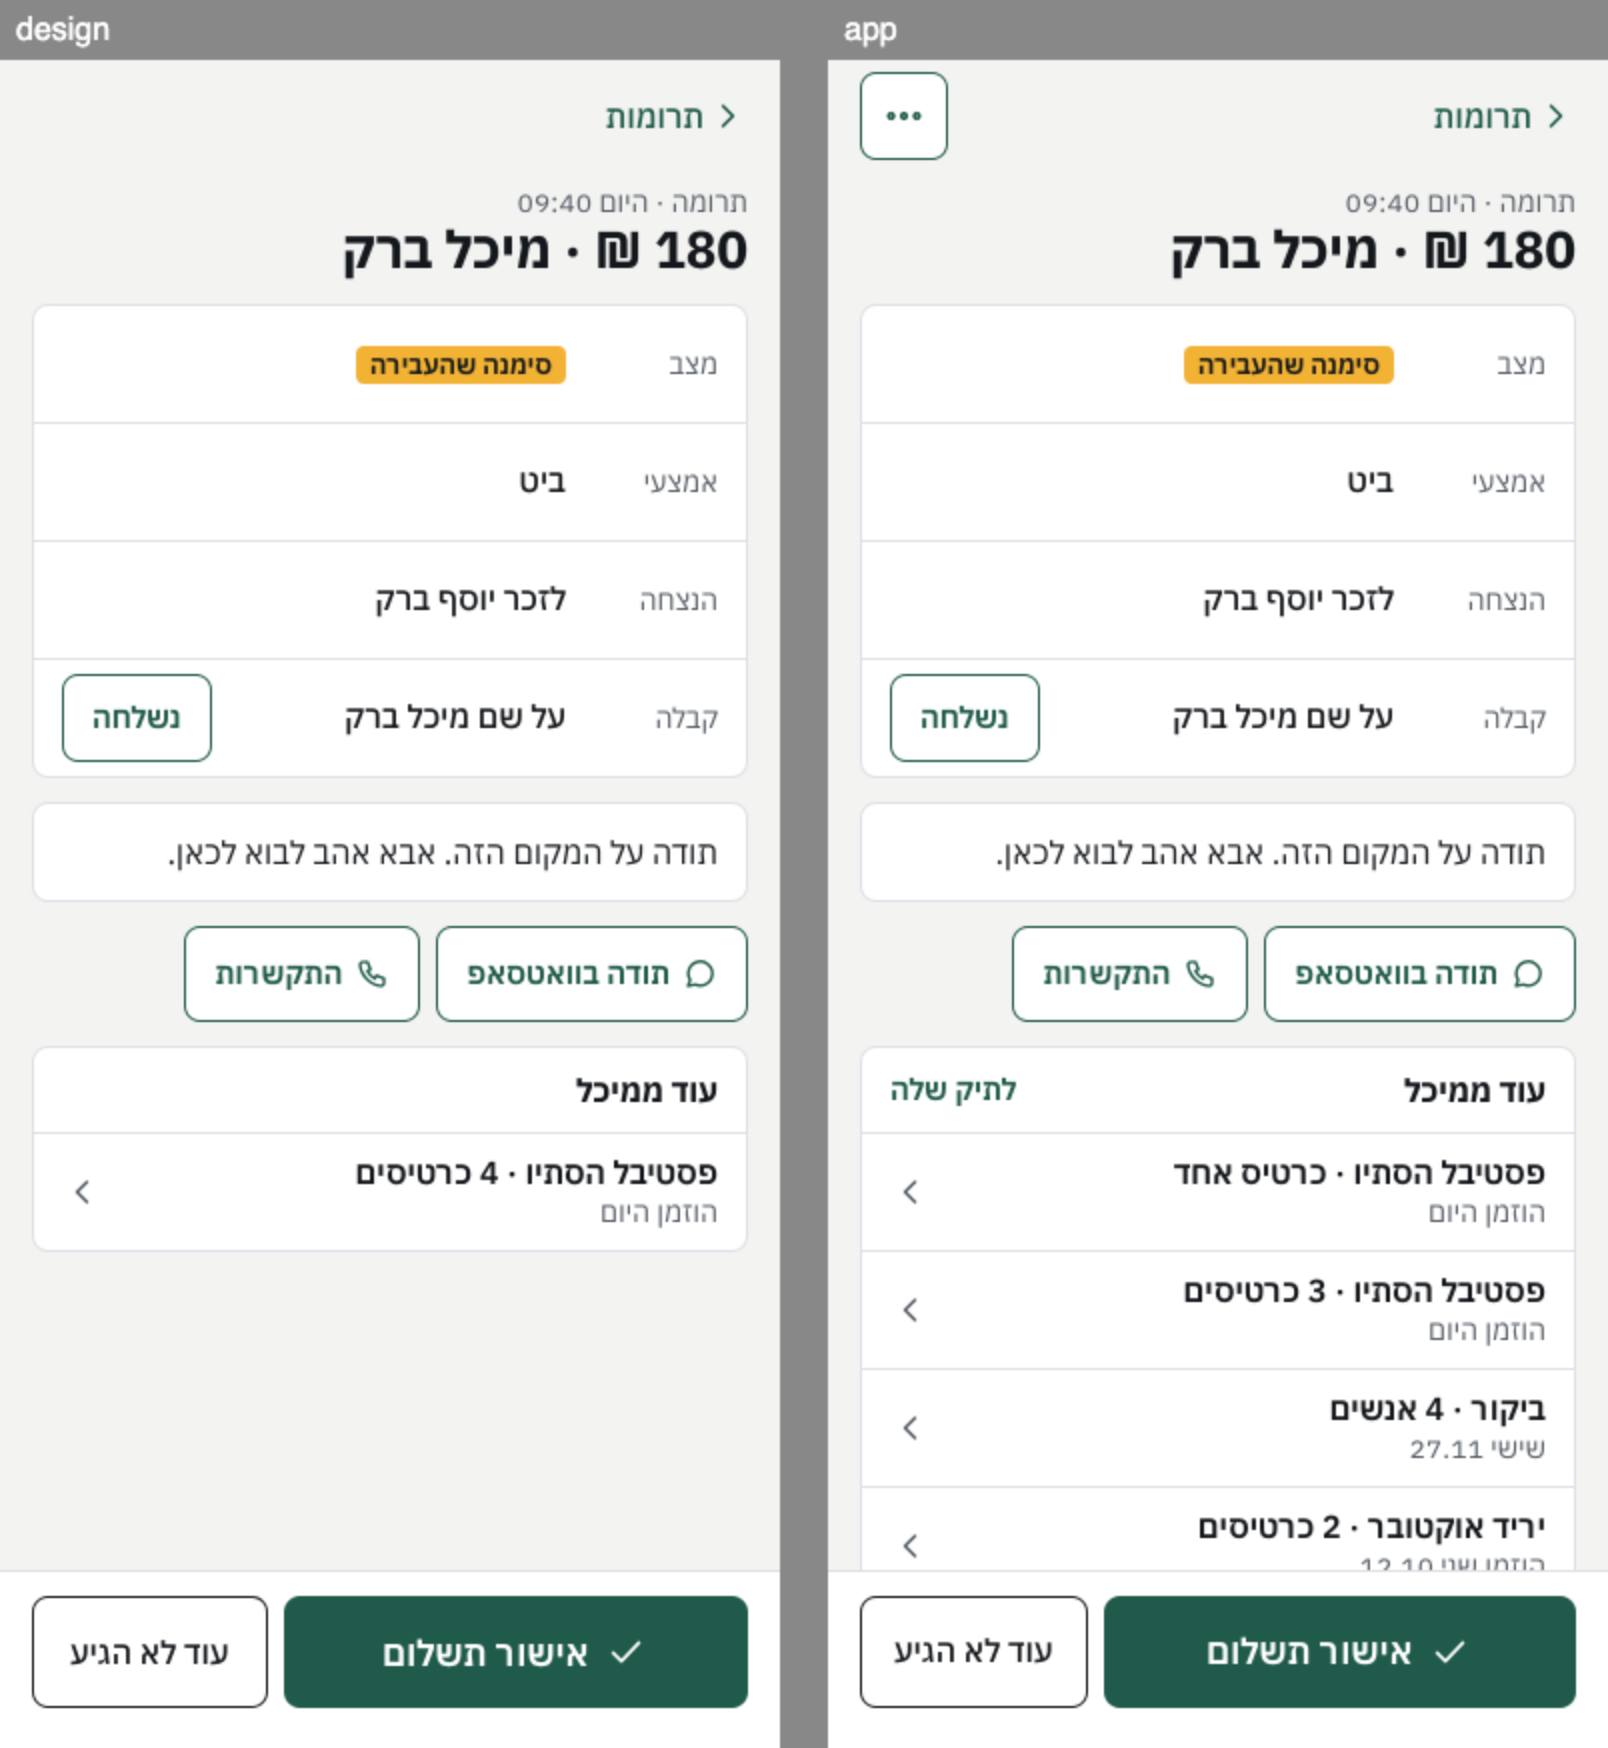 design
תרומות
תרומה · היום 09:40
180 ₪ · מיכל ברק
מצב סימנה שהעבירה
אמצעי ביט
הנצחה לזכר יוסף ברק
קבלה על שם מיכל ברק נשלחה
תודה על המקום הזה. אבא אהב לבוא לכאן.
תודה בוואטסאפ התקשרות
עוד ממיכל
פסטיבל הסתיו · 4 כרטיסים
הוזמן היום
אישור תשלום עוד לא הגיע
app
תרומות
תרומה · היום 09:40
180 ₪ · מיכל ברק
מצב סימנה שהעבירה
אמצעי ביט
הנצחה לזכר יוסף ברק
קבלה על שם מיכל ברק נשלחה
תודה על המקום הזה. אבא אהב לבוא לכאן.
תודה בוואטסאפ התקשרות
עוד ממיכל לתיק שלה
פסטיבל הסתיו · כרטיס אחד
הוזמן היום
פסטיבל הסתיו · 3 כרטיסים
הוזמן היום
ביקור · 4 אנשים
שישי 27.11
יריד אוקטובר · 2 כרטיסים
הוזמן שני 12.10
אישור תשלום עוד לא הגיע